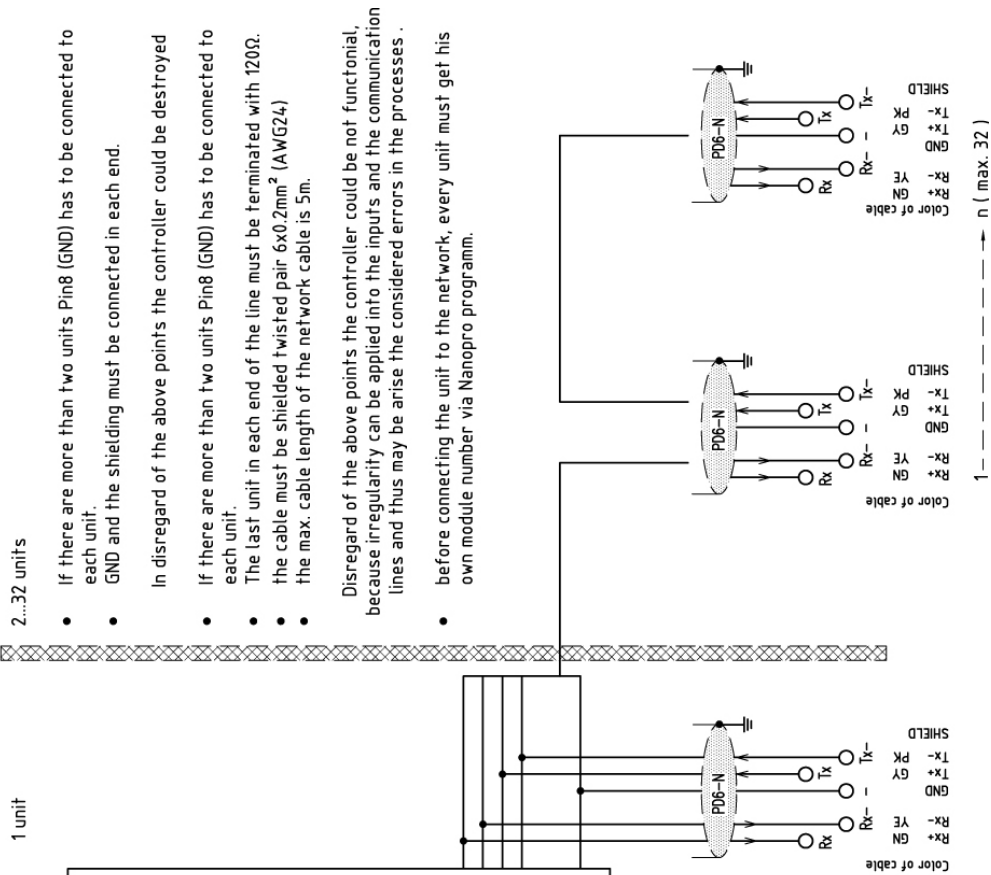 1 unit
2...32 units
If there are more than two units Pin8 (GND) has to be connected to
each unit.
GND and the shielding must be connected in each end.
In disregard of the above points the controller could be destroyed
If there are more than two units Pin8 (GND) has to be connected to
each unit.
The last unit in each end of the line must be terminated with 120Ω.
the cable must be shielded twisted pair 6x0.2mm² (AWG24)
the max. cable length of the network cable is 5m.
Disregard of the above points the controller could be not functonial,
because irregularity can be applied into the inputs and the communication
lines and thus may be arise the considered errors in the processes .
before connecting the unit to the network, every unit must get his
own module number via Nanopro programm.
PD6-N
Rx
Rx-
-
Tx
Tx-
Color of cable
Rx+ GN
Rx- YE
GND
Tx+ GY
Tx- PK
SHIELD
PD6-N
Rx
Rx-
-
Tx
Tx-
Color of cable
Rx+ GN
Rx- YE
GND
Tx+ GY
Tx- PK
SHIELD
PD6-N
Rx
Rx-
-
Tx
Tx-
Color of cable
Rx+ GN
Rx- YE
GND
Tx+ GY
Tx- PK
SHIELD
1 n ( max. 32 )